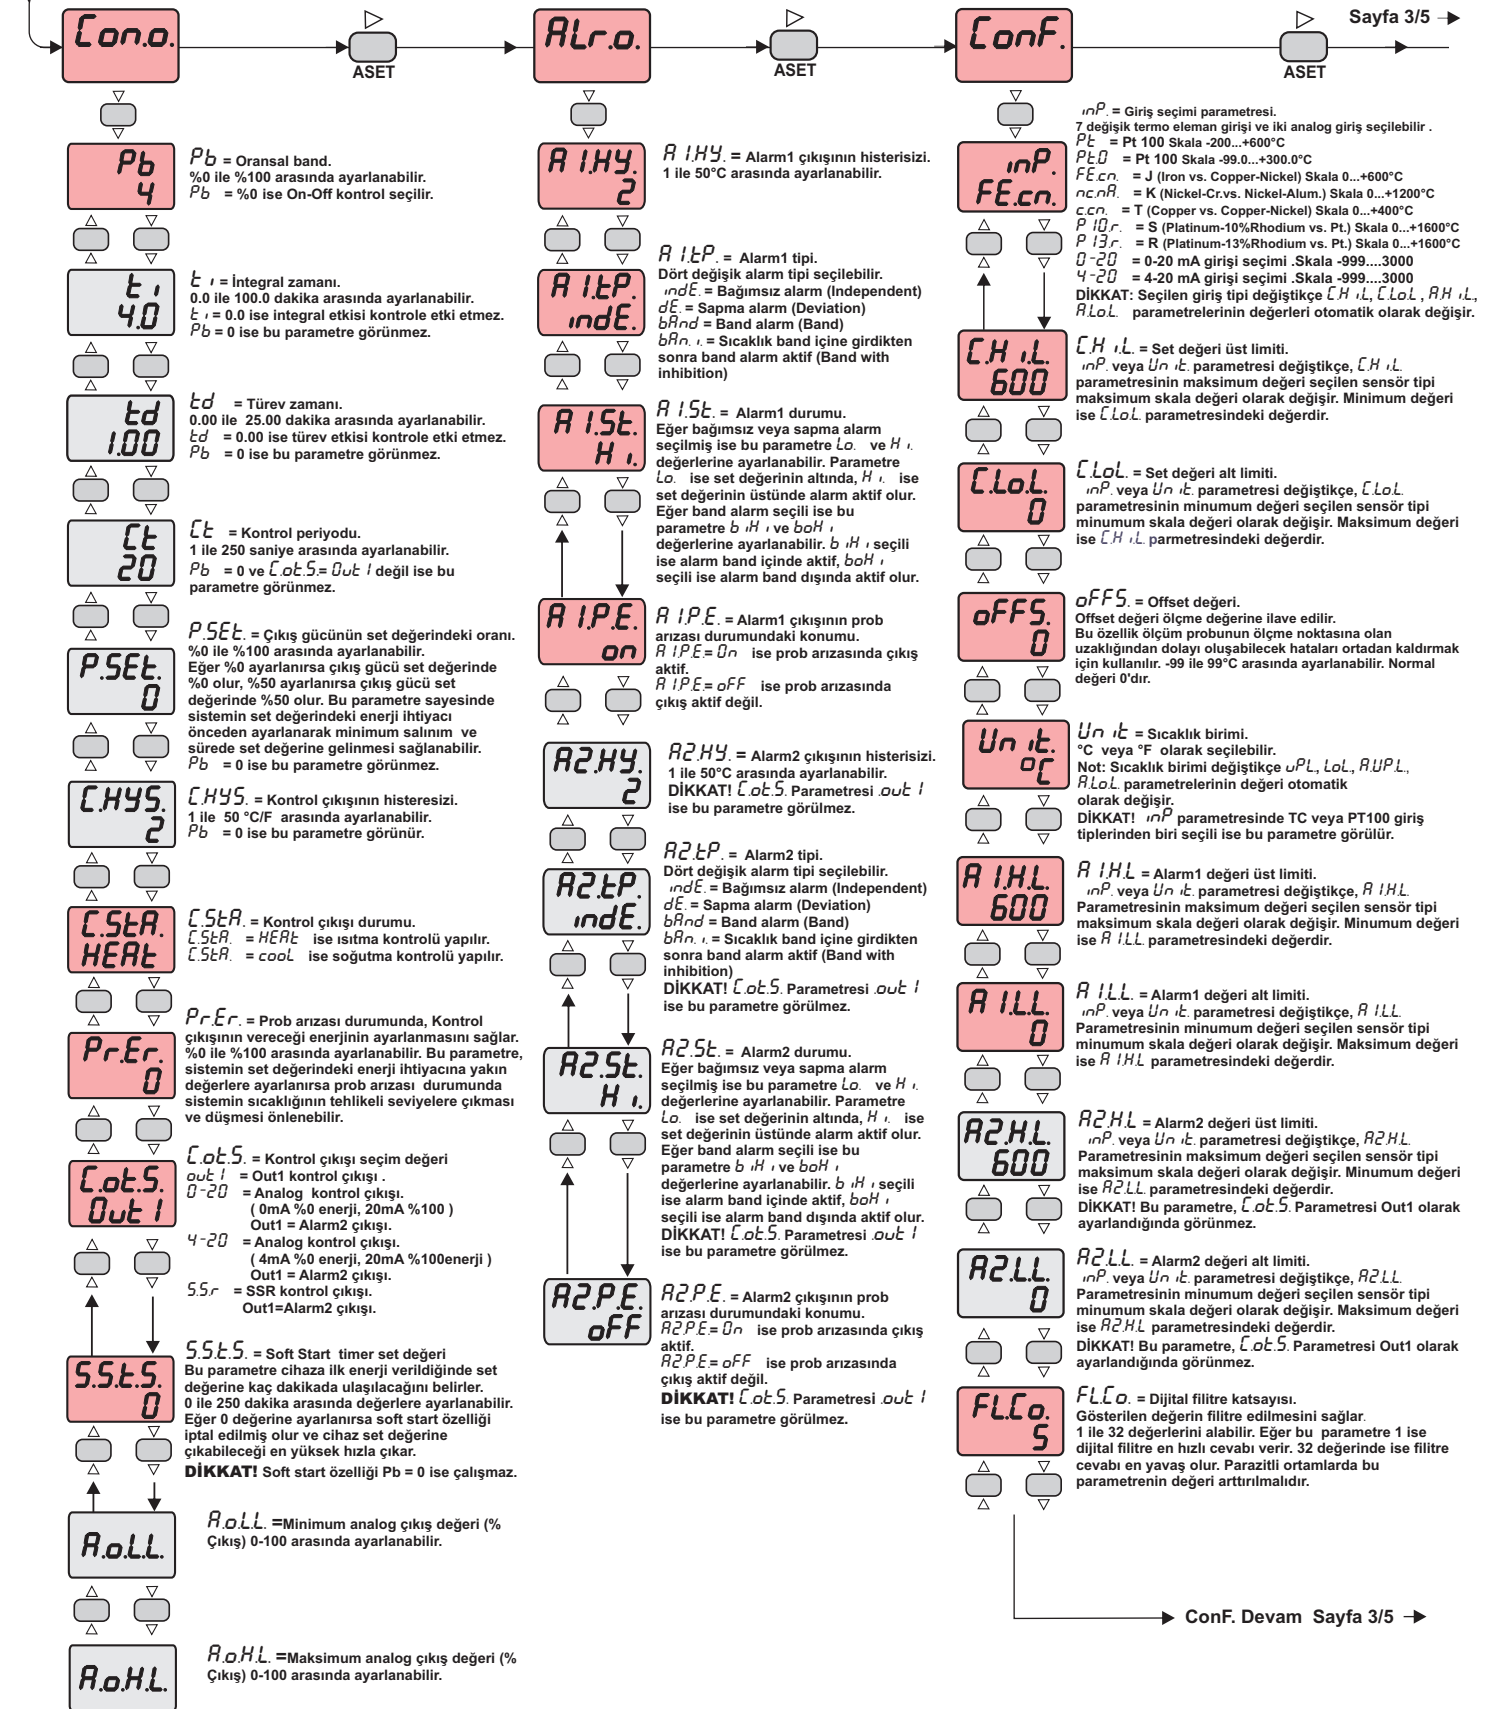 Con.o.
ASET
Pb
4
Pb = Oransal band.
%0 ile %100 arasında ayarlanabilir.
Pb = %0 ise On-Off kontrol seçilir.
ti
4.0
ti = İntegral zamanı.
0.0 ile 100.0 dakika arasında ayarlanabilir.
ti = 0.0 ise integral etkisi kontrole etki etmez.
Pb = 0 ise bu parametre görünmez.
td
1.00
td = Türev zamanı.
0.00 ile 25.00 dakika arasında ayarlanabilir.
td = 0.00 ise türev etkisi kontrole etki etmez.
Pb = 0 ise bu parametre görünmez.
Ct
20
Ct = Kontrol periyodu.
1 ile 250 saniye arasında ayarlanabilir.
Pb = 0 ve C.ot.S.= Out 1 değil ise bu
parametre görünmez.
P.SEt.
0
P.SEt. = Çıkış gücünün set değerindeki oranı.
%0 ile %100 arasında ayarlanabilir.
Eğer %0 ayarlanırsa çıkış gücü set değerinde
%0 olur, %50 ayarlanırsa çıkış gücü set
değerinde %50 olur. Bu parametre sayesinde
sistemin set değerindeki enerji ihtiyacı
önceden ayarlanarak minimum salınım ve
sürede set değerine gelinmesi sağlanabilir.
Pb = 0 ise bu parametre görünmez.
C.HYS.
2
C.HYS. = Kontrol çıkışının histeresizi.
1 ile 50 °C/F arasında ayarlanabilir.
Pb = 0 ise bu parametre görünür.
C.StA.
HEAt
C.StA. = Kontrol çıkışı durumu.
C.StA. = HEAt ise ısıtma kontrolü yapılır.
C.StA. = cooL ise soğutma kontrolü yapılır.
Pr.Er.
0
Pr.Er. = Prob arızası durumunda, Kontrol
çıkışının vereceği enerjinin ayarlanmasını sağlar.
%0 ile %100 arasında ayarlanabilir. Bu parametre,
sistemin set değerindeki enerji ihtiyacına yakın
değerlere ayarlanırsa prob arızası durumunda
sistemin sıcaklığının tehlikeli seviyelere çıkması
ve düşmesi önlenebilir.
C.ot.S.
Out 1
C.ot.S. = Kontrol çıkışı seçim değeri
out 1 = Out1 kontrol çıkışı .
0-20 = Analog kontrol çıkışı.
( 0mA %0 enerji, 20mA %100 )
Out1 = Alarm2 çıkışı.
4-20 = Analog kontrol çıkışı.
( 4mA %0 enerji, 20mA %100enerji )
Out1 = Alarm2 çıkışı.
S.S.r = SSR kontrol çıkışı.
Out1=Alarm2 çıkışı.
S.S.t.S.
0
S.S.t.S. = Soft Start timer set değeri
Bu parametre cihaza ilk enerji verildiğinde set
değerine kaç dakikada ulaşılacağını belirler.
0 ile 250 dakika arasında değerlere ayarlanabilir.
Eğer 0 değerine ayarlanırsa soft start özelliği
iptal edilmiş olur ve cihaz set değerine
çıkabileceği en yüksek hızla çıkar.
DİKKAT! Soft start özelliği Pb = 0 ise çalışmaz.
A.o.L.L.
A.o.L.L. =Minimum analog çıkış değeri (%
Çıkış) 0-100 arasında ayarlanabilir.
A.o.H.L.
A.o.H.L. =Maksimum analog çıkış değeri (%
Çıkış) 0-100 arasında ayarlanabilir.
ALr.o.
ASET
A1.HY.
2
A1.HY. = Alarm1 çıkışının histerisizi.
1 ile 50°C arasında ayarlanabilir.
A1.tP.
indE.
A1.tP. = Alarm1 tipi.
Dört değişik alarm tipi seçilebilir.
indE. = Bağımsız alarm (Independent)
dE. = Sapma alarm (Deviation)
bAnd = Band alarm (Band)
bAn.i. = Sıcaklık band içine girdikten
sonra band alarm aktif (Band with
inhibition)
A1.St.
Hi.
A1.St. = Alarm1 durumu.
Eğer bağımsız veya sapma alarm
seçilmiş ise bu parametre Lo. ve Hi.
değerlerine ayarlanabilir. Parametre
Lo. ise set değerinin altında, Hi. ise
set değerinin üstünde alarm aktif olur.
Eğer band alarm seçili ise bu
parametre biHi ve boHi
değerlerine ayarlanabilir. biHi seçili
ise alarm band içinde aktif, boHi
seçili ise alarm band dışında aktif olur.
A1.P.E.
on
A1.P.E. = Alarm1 çıkışının prob
arızası durumundaki konumu.
A1.P.E.= On ise prob arızasında çıkış
aktif.
A1.P.E.= oFF ise prob arızasında
çıkış aktif değil.
A2.HY.
2
A2.HY. = Alarm2 çıkışının histerisizi.
1 ile 50°C arasında ayarlanabilir.
DİKKAT! C.ot.S. Parametresi .out 1
ise bu parametre görülmez.
A2.tP.
indE.
A2.tP. = Alarm2 tipi.
Dört değişik alarm tipi seçilebilir.
indE. = Bağımsız alarm (Independent)
dE. = Sapma alarm (Deviation)
bAnd = Band alarm (Band)
bAn.i. = Sıcaklık band içine girdikten
sonra band alarm aktif (Band with
inhibition)
DİKKAT! C.ot.S. Parametresi .out 1
ise bu parametre görülmez.
A2.St.
Hi.
A2.St. = Alarm2 durumu.
Eğer bağımsız veya sapma alarm
seçilmiş ise bu parametre Lo. ve Hi.
değerlerine ayarlanabilir. Parametre
Lo. ise set değerinin altında, Hi. ise
set değerinin üstünde alarm aktif olur.
Eğer band alarm seçili ise bu
parametre biHi ve boHi
değerlerine ayarlanabilir. biHi seçili
ise alarm band içinde aktif, boHi
seçili ise alarm band dışında aktif olur.
DİKKAT! C.ot.S. Parametresi .out 1
ise bu parametre görülmez.
A2.P.E.
oFF
A2.P.E. = Alarm2 çıkışının prob
arızası durumundaki konumu.
A2.P.E.= On ise prob arızasında çıkış
aktif.
A2.P.E.= oFF ise prob arızasında
çıkış aktif değil.
DİKKAT! C.ot.S. Parametresi .out 1
ise bu parametre görülmez.
ConF.
ASET
Sayfa 3/5
inP.
FE.cn.
inP. = Giriş seçimi parametresi.
7 değişik termo eleman girişi ve iki analog giriş seçilebilir .
Pt = Pt 100 Skala -200...+600°C
Pt.0 = Pt 100 Skala -99.0...+300.0°C
FE.cn. = J (Iron vs. Copper-Nickel) Skala 0...+600°C
nc.nA. = K (Nickel-Cr.vs. Nickel-Alum.) Skala 0...+1200°C
c.cn. = T (Copper vs. Copper-Nickel) Skala 0...+400°C
P10.r. = S (Platinum-10%Rhodium vs. Pt.) Skala 0...+1600°C
P13.r. = R (Platinum-13%Rhodium vs. Pt.) Skala 0...+1600°C
0-20 = 0-20 mA girişi seçimi .Skala -999....3000
4-20 = 4-20 mA girişi seçimi .Skala -999....3000
DİKKAT: Seçilen giriş tipi değiştikçe C.Hi.L, C.Lo.L , A.Hi.L,
A.Lo.L. parametrelerinin değerleri otomatik olarak değişir.
C.Hi.L.
600
C.Hi.L. = Set değeri üst limiti.
inP. veya Unit. parametresi değiştikçe, C.Hi.L.
parametresinin maksimum değeri seçilen sensör tipi
maksimum skala değeri olarak değişir. Minimum değeri
ise C.Lo.L. parametresindeki değerdir.
C.Lo.L.
0
C.LoL. = Set değeri alt limiti.
inP. veya Unit. parametresi değiştikçe, C.Lo.L.
parametresinin minumum değeri seçilen sensör tipi
minumum skala değeri olarak değişir. Maksimum değeri
ise C.Hi.L. parmetresindeki değerdir.
oFFS.
0
oFFS. = Offset değeri.
Offset değeri ölçme değerine ilave edilir.
Bu özellik ölçüm probunun ölçme noktasına olan
uzaklığından dolayı oluşabilecek hataları ortadan kaldırmak
için kullanılır. -99 ile 99°C arasında ayarlanabilir. Normal
değeri 0'dır.
Unit.
°C
Unit = Sıcaklık birimi.
°C veya °F olarak seçilebilir.
Not: Sıcaklık birimi değiştikçe uPL., LoL., A.UP.L.,
A.Lo.L. parametrelerinin değeri otomatik
olarak değişir.
DİKKAT! inP parametresinde TC veya PT100 giriş
tiplerinden biri seçili ise bu parametre görülür.
A1.H.L.
600
A1.H.L = Alarm1 değeri üst limiti.
inP. veya Unit. parametresi değiştikçe, A1.H.L.
Parametresinin maksimum değeri seçilen sensör tipi
maksimum skala değeri olarak değişir. Minumum değeri
ise A1.L.L. parametresindeki değerdir.
A1.L.L.
0
A1.L.L. = Alarm1 değeri alt limiti.
inP. veya Unit. parametresi değiştikçe, A1.L.L.
Parametresinin minumum değeri seçilen sensör tipi
minumum skala değeri olarak değişir. Maksimum değeri
ise A1.H.L parametresindeki değerdir.
A2.H.L.
600
A2.H.L = Alarm2 değeri üst limiti.
inP. veya Unit. parametresi değiştikçe, A2.H.L.
Parametresinin maksimum değeri seçilen sensör tipi
maksimum skala değeri olarak değişir. Minumum değeri
ise A2.L.L. parametresindeki değerdir.
DİKKAT! Bu parametre, C.ot.S. Parametresi Out1 olarak
ayarlandığında görünmez.
A2.L.L.
0
A2.L.L. = Alarm2 değeri alt limiti.
inP. veya Unit. parametresi değiştikçe, A2.L.L.
Parametresinin minumum değeri seçilen sensör tipi
minumum skala değeri olarak değişir. Maksimum değeri
ise A2.H.L parametresindeki değerdir.
DİKKAT! Bu parametre, C.ot.S. Parametresi Out1 olarak
ayarlandığında görünmez.
FL.Co.
5
FL.Co. = Dijital filitre katsayısı.
Gösterilen değerin filitre edilmesini sağlar.
1 ile 32 değerlerini alabilir. Eğer bu parametre 1 ise
dijital filitre en hızlı cevabı verir. 32 değerinde ise filitre
cevabı en yavaş olur. Parazitli ortamlarda bu
parametrenin değeri arttırılmalıdır.
ConF. Devam Sayfa 3/5